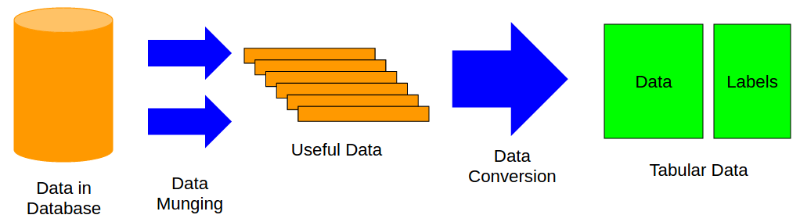 Data in
Database
Data
Munging
Useful Data
Data
Conversion
Data
Labels
Tabular Data